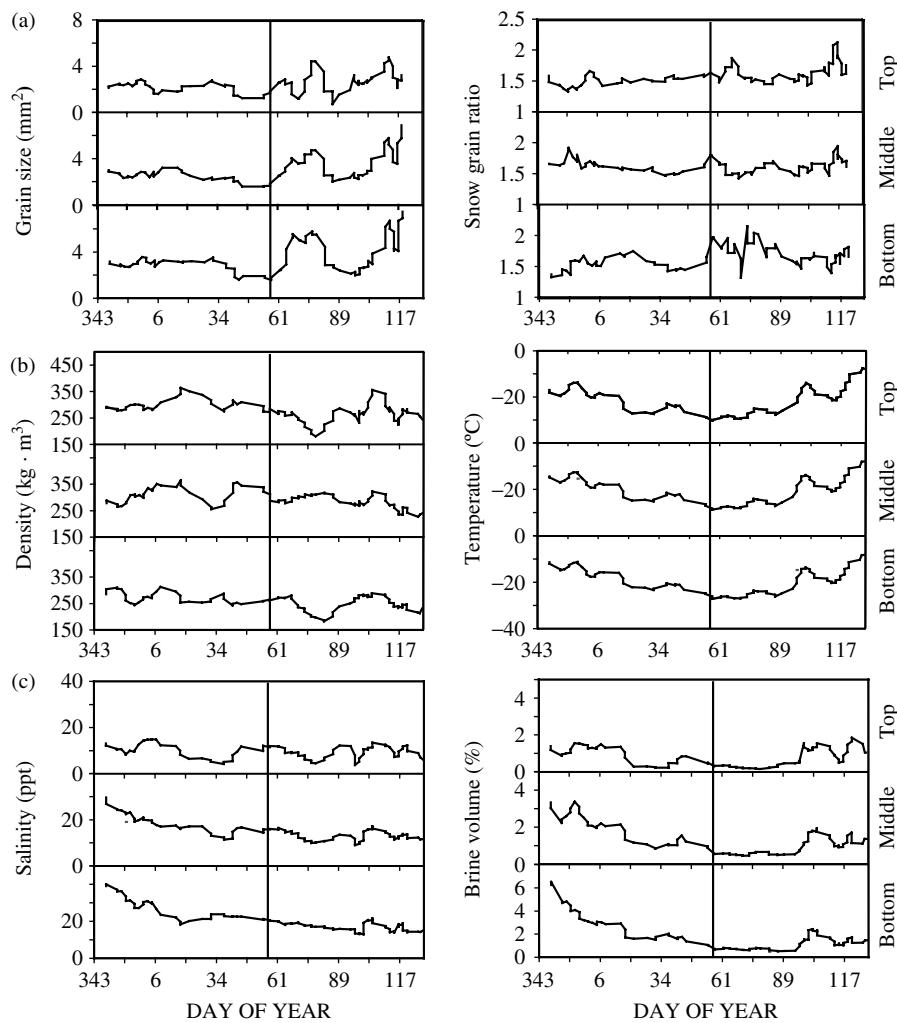 (a)
8
4
0
4
0
4
0
Grain size (mm²)
343 6 34 61 89 117
2.5
2
1.5
1
2
1.5
1
2
1.5
1
Snow grain ratio
Top
Middle
Bottom
343 6 34 61 89 117
(b)
450
350
250
150
350
250
150
350
250
150
Density (kg · m³)
343 6 34 61 89 117
0
–20
0
–20
0
–20
–40
Temperature (ºC)
Top
Middle
Bottom
343 6 34 61 89 117
(c)
40
20
0
20
0
20
0
Salinity (ppt)
343 6 34 61 89 117
DAY OF YEAR
4
2
0
4
2
0
6
4
2
0
Brine volume (%)
Top
Middle
Bottom
343 6 34 61 89 117
DAY OF YEAR